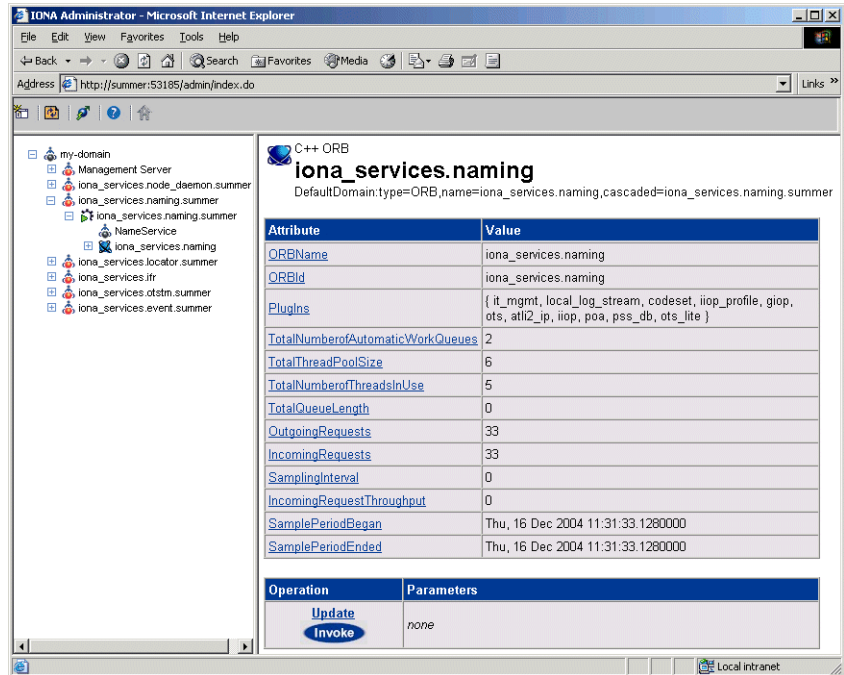 IONA Administrator - Microsoft Internet Explorer
File Edit View Favorites Tools Help
Back Search Favorites Media
Address http://summer:53185/admin/index.do Links »
my-domain
Management Server
iona_services.node_daemon.summer
iona_services.naming.summer
iona_services.naming.summer
NameService
iona_services.naming
iona_services.locator.summer
iona_services.ifr
iona_services.otstm.summer
iona_services.event.summer
C++ ORB
iona_services.naming
DefaultDomain:type=ORB,name=iona_services.naming,cascaded=iona_services.naming.summer
Attribute Value
ORBName iona_services.naming
ORBId iona_services.naming
PlugIns { it_mgmt, local_log_stream, codeset, iiop_profile, giop,
ots, atli2_ip, iiop, poa, pss_db, ots_lite }
TotalNumberofAutomaticWorkQueues 2
TotalThreadPoolSize 6
TotalNumberofThreadsInUse 5
TotalQueueLength 0
OutgoingRequests 33
IncomingRequests 33
SamplingInterval 0
IncomingRequestThroughput 0
SamplePeriodBegan Thu, 16 Dec 2004 11:31:33.1280000
SamplePeriodEnded Thu, 16 Dec 2004 11:31:33.1280000
Operation Parameters
Update
Invoke none
Local intranet